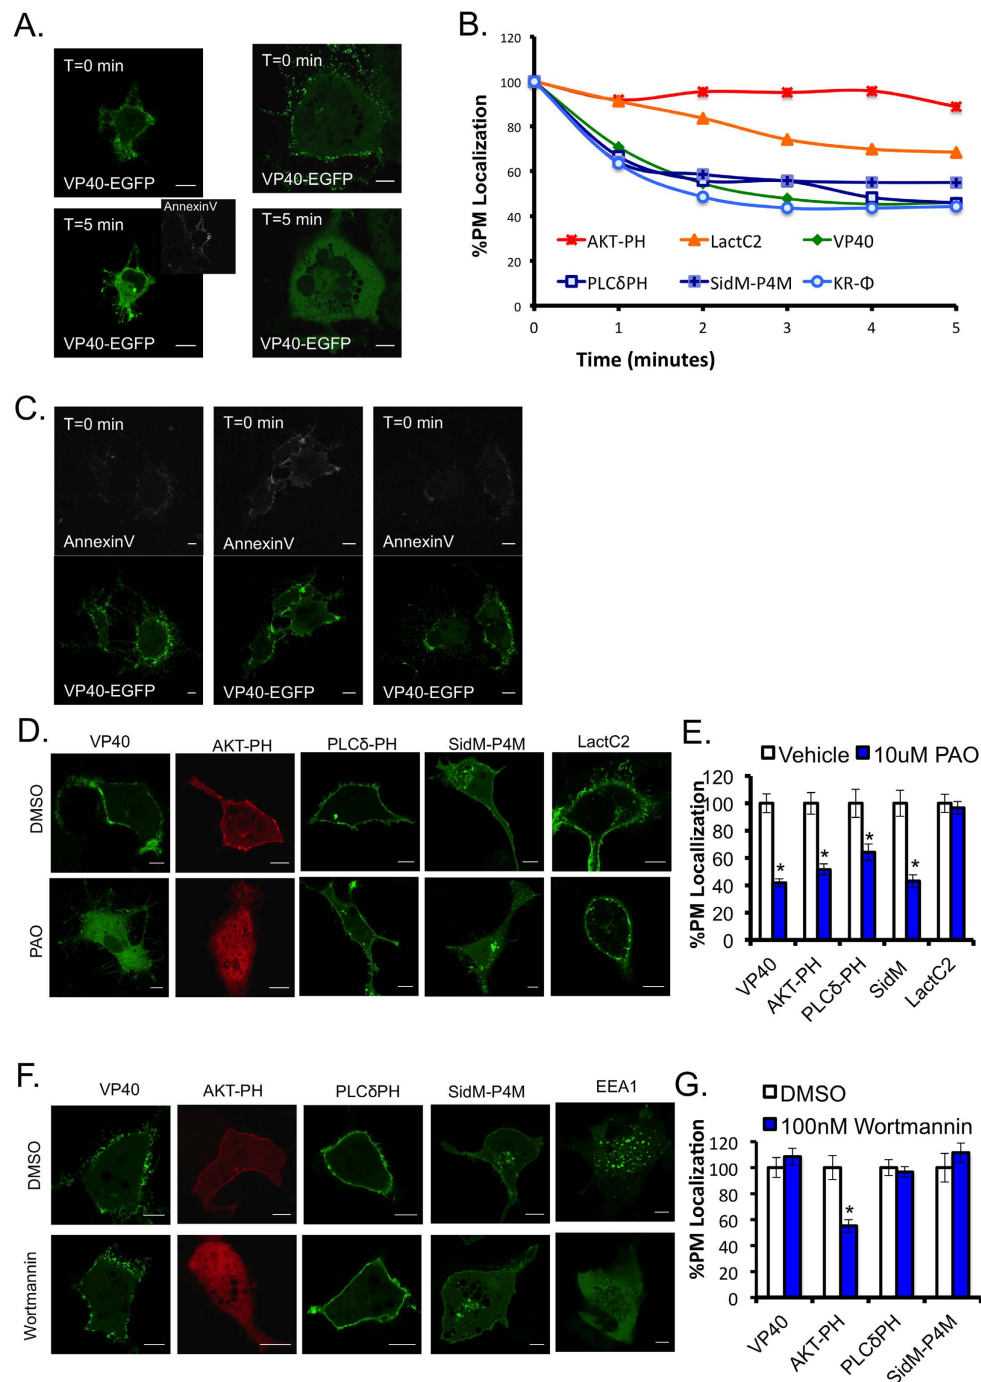 A.
T=0 min
VP40-EGFP
T=0 min
VP40-EGFP
T=5 min
AnnexinV
VP40-EGFP
T=5 min
VP40-EGFP
B.
%PM Localization
120
100
80
60
40
20
0
AKT-PH
LactC2
VP40
PLCδPH
SidM-P4M
KR-Φ
0 1 2 3 4 5
Time (minutes)
C.
T=0 min
AnnexinV
VP40-EGFP
T=0 min
AnnexinV
VP40-EGFP
T=0 min
AnnexinV
VP40-EGFP
D.
VP40 AKT-PH PLCδ-PH SidM-P4M LactC2
DMSO
PAO
E.
Vehicle 10uM PAO
%PM Locallization
120
100
80
60
40
20
0
* * * *
VP40 AKT-PH PLCδ-PH SidM LactC2
F.
VP40 AKT-PH PLCδPH SidM-P4M EEA1
DMSO
Wortmannin
G.
DMSO
100nM Wortmannin
%PM Localization
120
100
80
60
40
20
0
*
VP40 AKT-PH PLCδPH SidM-P4M